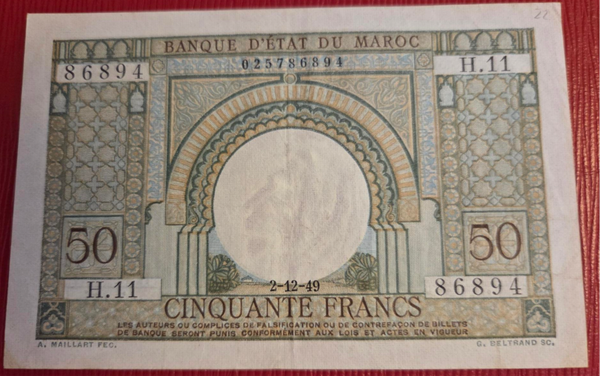 22
BANQUE D'ÉTAT DU MAROC
86894 025786894 H.11
50 50
2-12-49
H.11 86894
CINQUANTE FRANCS
LES AUTEURS OU COMPLICES DE FALSIFICATION OU DE CONTREFAÇON DE BILLETS
DE BANQUE SERONT PUNIS CONFORMÉMENT AUX LOIS ET ACTES EN VIGUEUR
A. MAILLART FEC. G. BELTRAND SC.